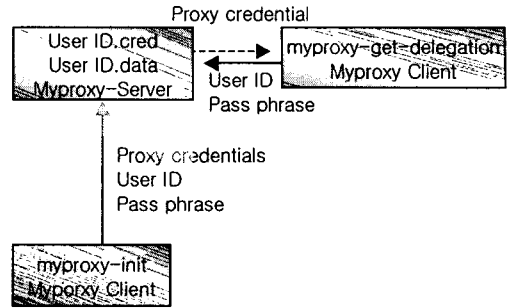 Proxy credential
User ID.cred
User ID.data
Myproxy-Server
myproxy-get-delegation
Myproxy Client
User ID
Pass phrase
Proxy credentials
User ID
Pass phrase
myproxy-init
Myporxy Client